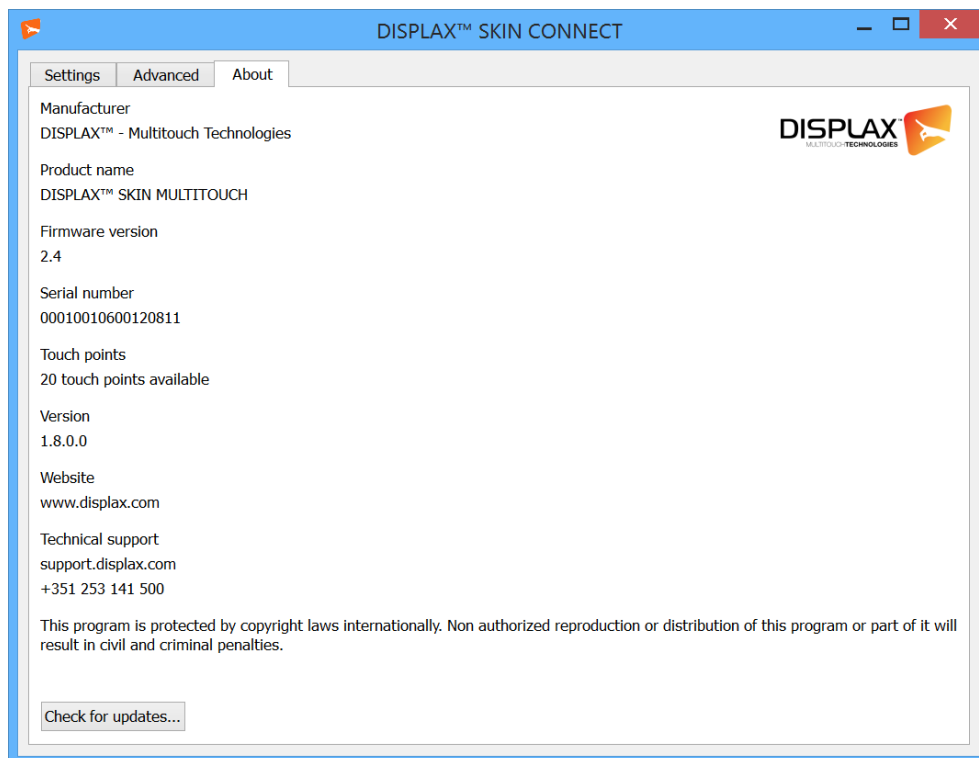 DISPLAX™ SKIN CONNECT
Settings Advanced About
Manufacturer
DISPLAX™ - Multitouch Technologies
DISPLAX™
MULTITOUCH TECHNOLOGIES
Product name
DISPLAX™ SKIN MULTITOUCH
Firmware version
2.4
Serial number
00010010600120811
Touch points
20 touch points available
Version
1.8.0.0
Website
www.displax.com
Technical support
support.displax.com
+351 253 141 500
This program is protected by copyright laws internationally. Non authorized reproduction or distribution of this program or part of it will
result in civil and criminal penalties.
Check for updates...